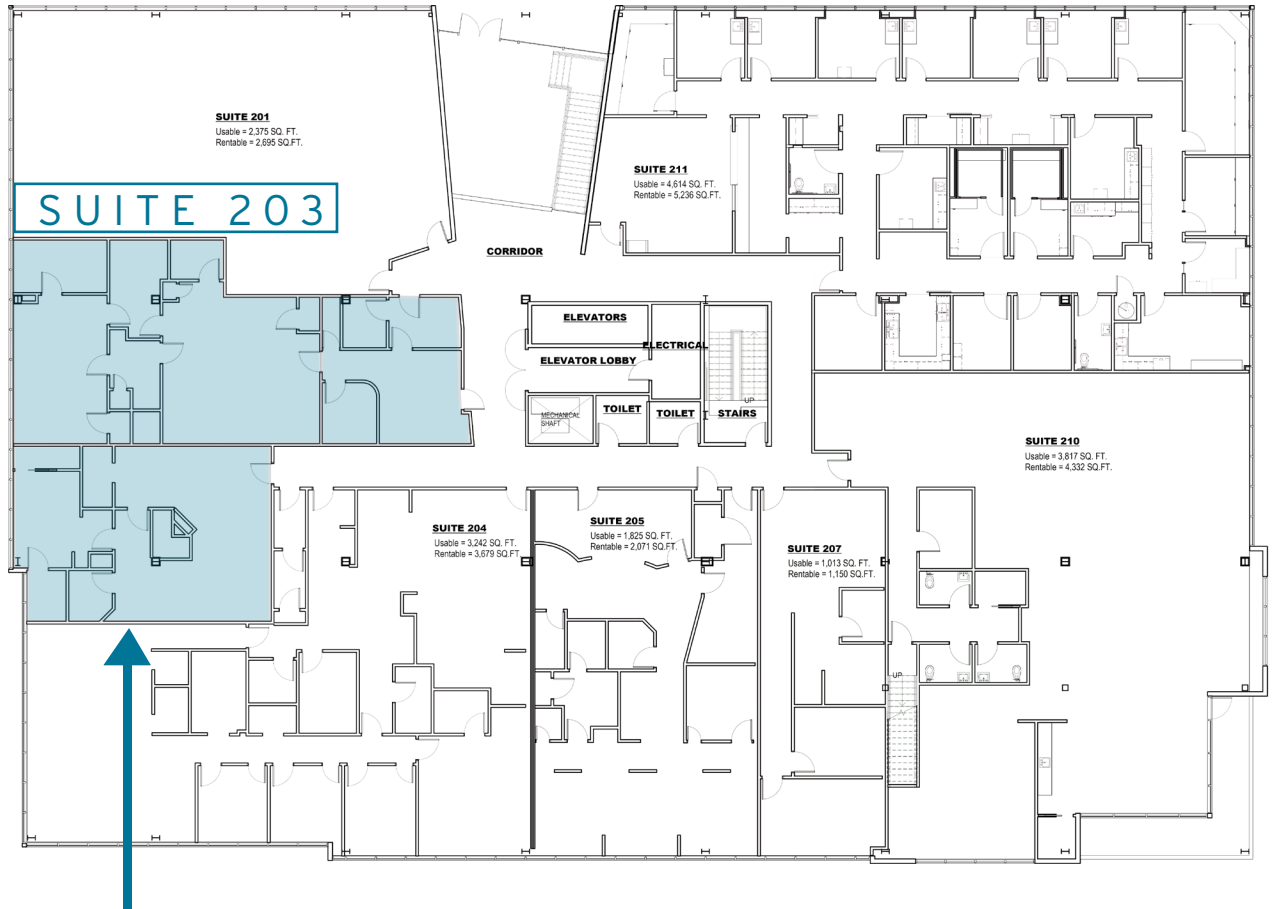 SUITE 201
Usable = 2,375 SQ. FT.
Rentable = 2,695 SQ.FT.
SUITE 203
SUITE 211
Usable = 4,614 SQ. FT.
Rentable = 5,236 SQ.FT.
CORRIDOR
ELEVATORS
ELECTRICAL
ELEVATOR LOBBY
MECHANICAL
SHAFT
TOILET
TOILET
UP
STAIRS
SUITE 210
Usable = 3,817 SQ. FT.
Rentable = 4,332 SQ.FT.
SUITE 204
Usable = 3,242 SQ. FT.
Rentable = 3,679 SQ.FT
SUITE 205
Usable = 1,825 SQ. FT.
Rentable = 2,071 SQ.FT.
SUITE 207
Usable = 1,013 SQ. FT.
Rentable = 1,150 SQ.FT.
UP